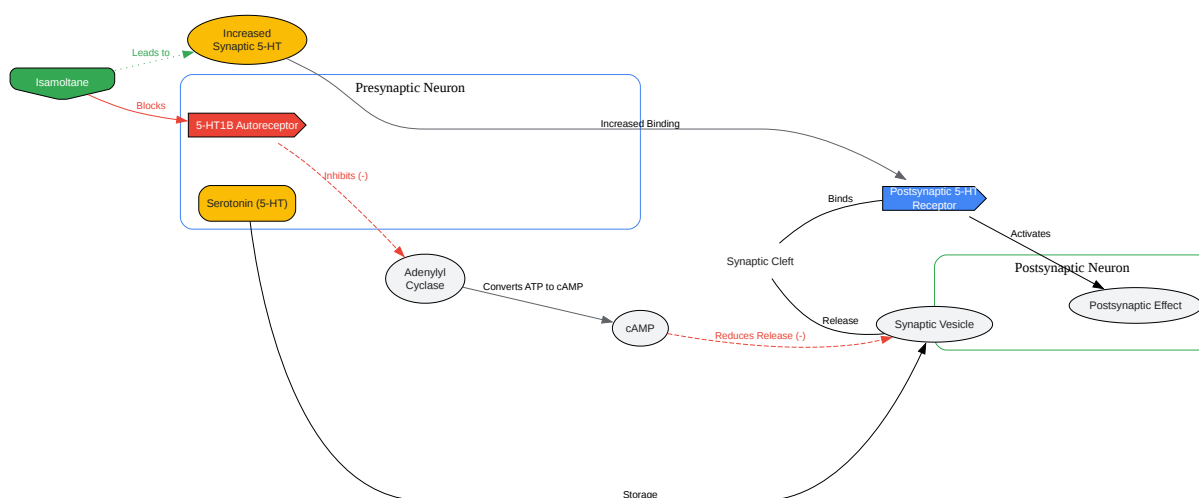 Increased
Synaptic 5-HT
Leads to
Isamoltane
Presynaptic Neuron
Blocks
5-HT1B Autoreceptor
Increased Binding
Inhibits (-)
Serotonin (5-HT)
Postsynaptic 5-HT
Receptor
Binds
Activates
Synaptic Cleft
Postsynaptic Neuron
Adenylyl
Cyclase
Converts ATP to cAMP
Postsynaptic Effect
cAMP
Release
Synaptic Vesicle
Reduces Release (-)
Storage